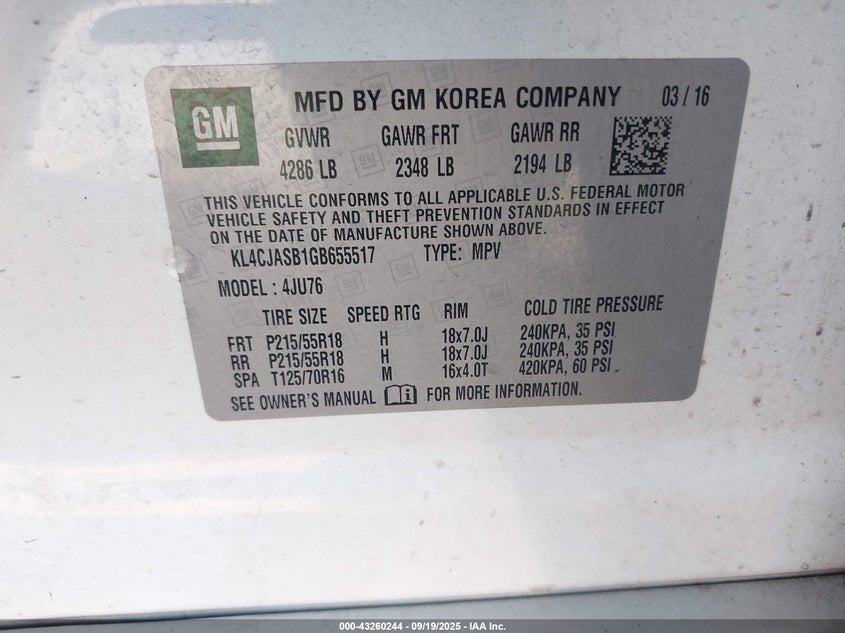 GM
MFD BY GM KOREA COMPANY 03 / 16
GVWR GAWR FRT GAWR RR
4286 LB 2348 LB 2194 LB
THIS VEHICLE CONFORMS TO ALL APPLICABLE U.S. FEDERAL MOTOR
VEHICLE SAFETY AND THEFT PREVENTION STANDARDS IN EFFECT
ON THE DATE OF MANUFACTURE SHOWN ABOVE.
KL4CJASB1GB655517 TYPE: MPV
MODEL : 4JU76
TIRE SIZE SPEED RTG RIM COLD TIRE PRESSURE
FRT P215/55R18 H 18x7.0J 240KPA, 35 PSI
RR P215/55R18 H 18x7.0J 240KPA, 35 PSI
SPA T125/70R16 M 16x4.0T 420KPA, 60 PSI
SEE OWNER'S MANUAL FOR MORE INFORMATION.
000-43260244 - 09/19/2025 - IAA Inc.